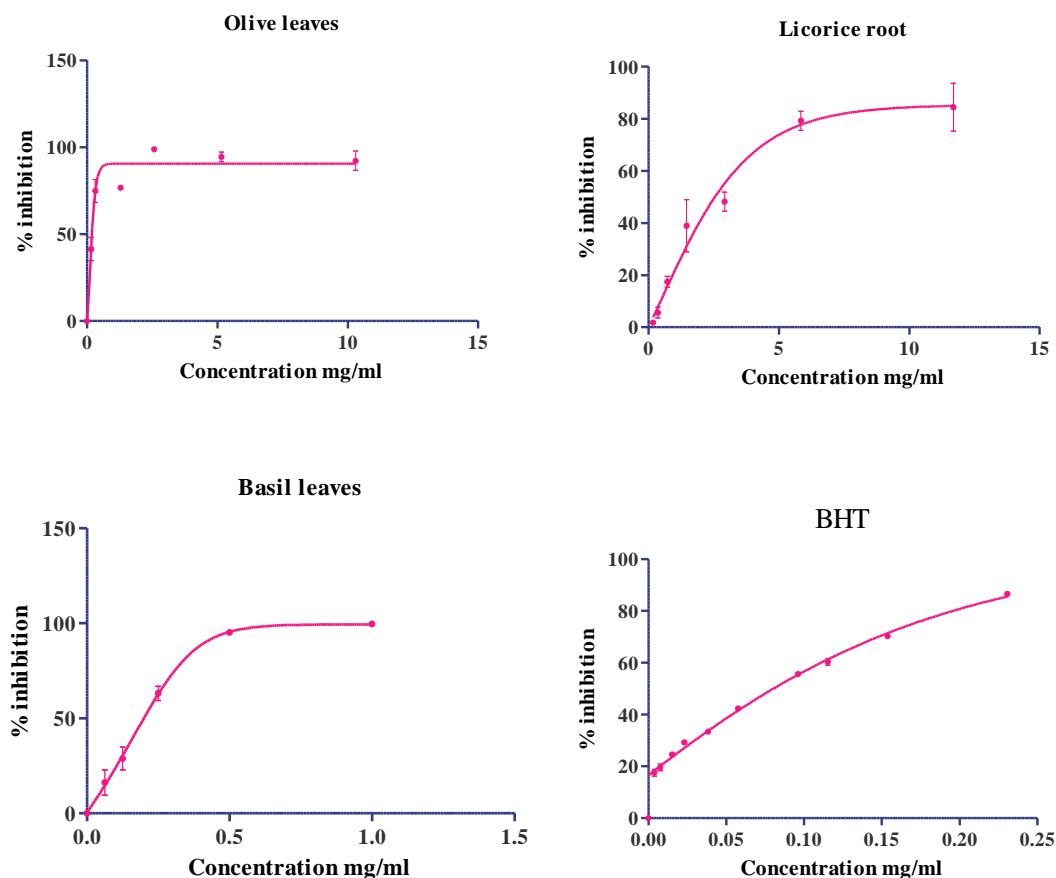 Olive leaves
150
100
50
0
% inhibition
0 5 10 15
Concentration mg/ml
Licorice root
100
80
60
40
20
0
% inhibition
0 5 10 15
Concentration mg/ml
Basil leaves
150
100
50
0
% inhibition
0.0 0.5 1.0 1.5
Concentration mg/ml
BHT
100
80
60
40
20
0
% inhibition
0.00 0.05 0.10 0.15 0.20 0.25
Concentration mg/ml